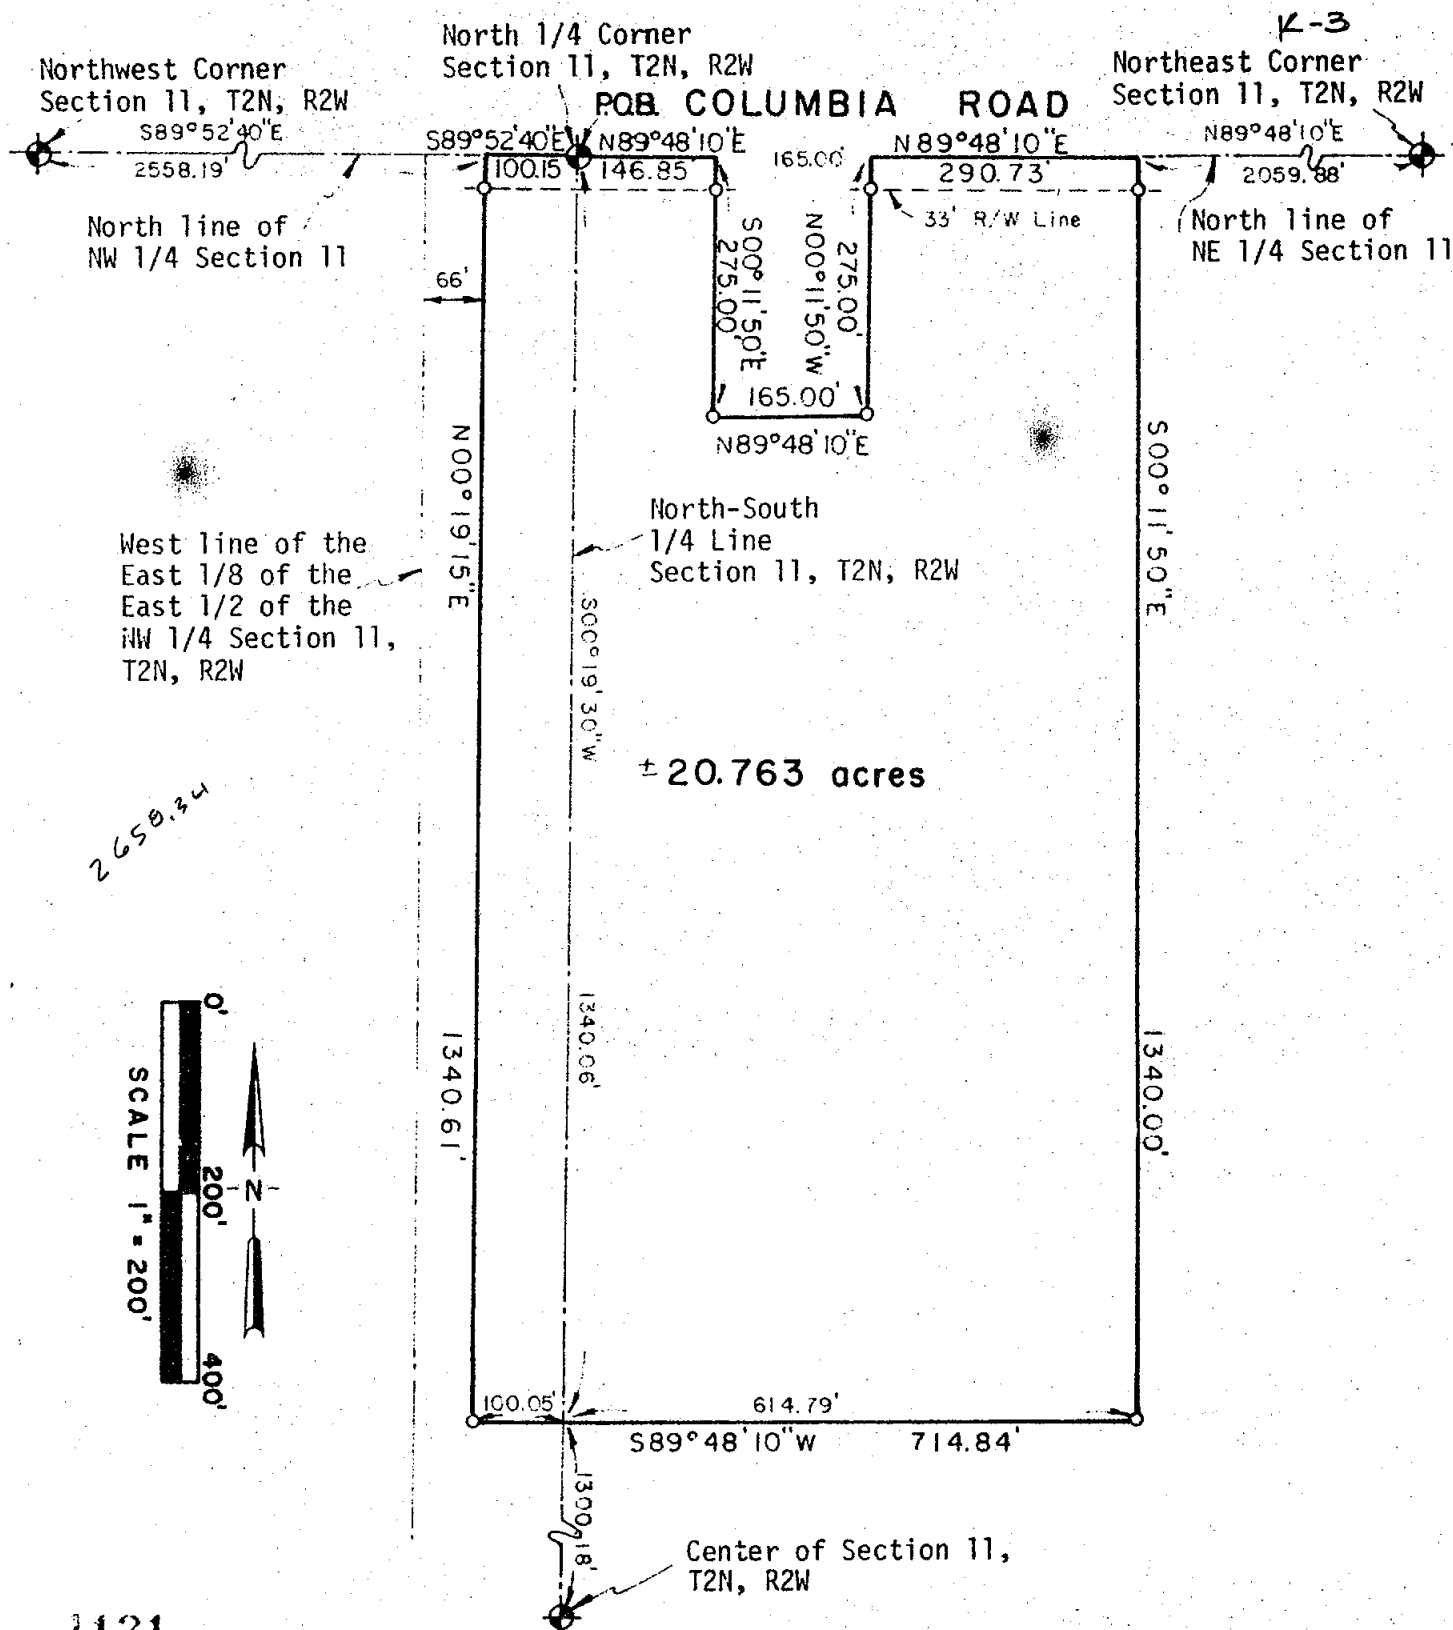 K-3
North 1/4 Corner
Section 11, T2N, R2W
Northwest Corner
Section 11, T2N, R2W
Northeast Corner
Section 11, T2N, R2W
P.O.B. COLUMBIA ROAD
S89°52'40"E
2558.19'
S89°52'40"E
100.15
N89°48'10"E
146.85'
165.00'
N89°48'10"E
290.73'
N89°48'10"E
2059.88'
33' R/W Line
North line of
NW 1/4 Section 11
North line of
NE 1/4 Section 11
66'
S00°11'50"E
275.00'
N00°11'50"W
275.00'
165.00'
N89°48'10"E
N00°19'15"E
S00°11'50"E
North-South
1/4 Line
Section 11, T2N, R2W
West line of the
East 1/8 of the
East 1/2 of the
NW 1/4 Section 11,
T2N, R2W
S00°19'30"W
±20.763 acres
2658.34
1340.06'
1340.61'
1340.00'
0'
200'
400'
SCALE 1"=200'
N
100.05'
614.79'
S89°48'10"W 714.84'
1300.18'
Center of Section 11,
T2N, R2W